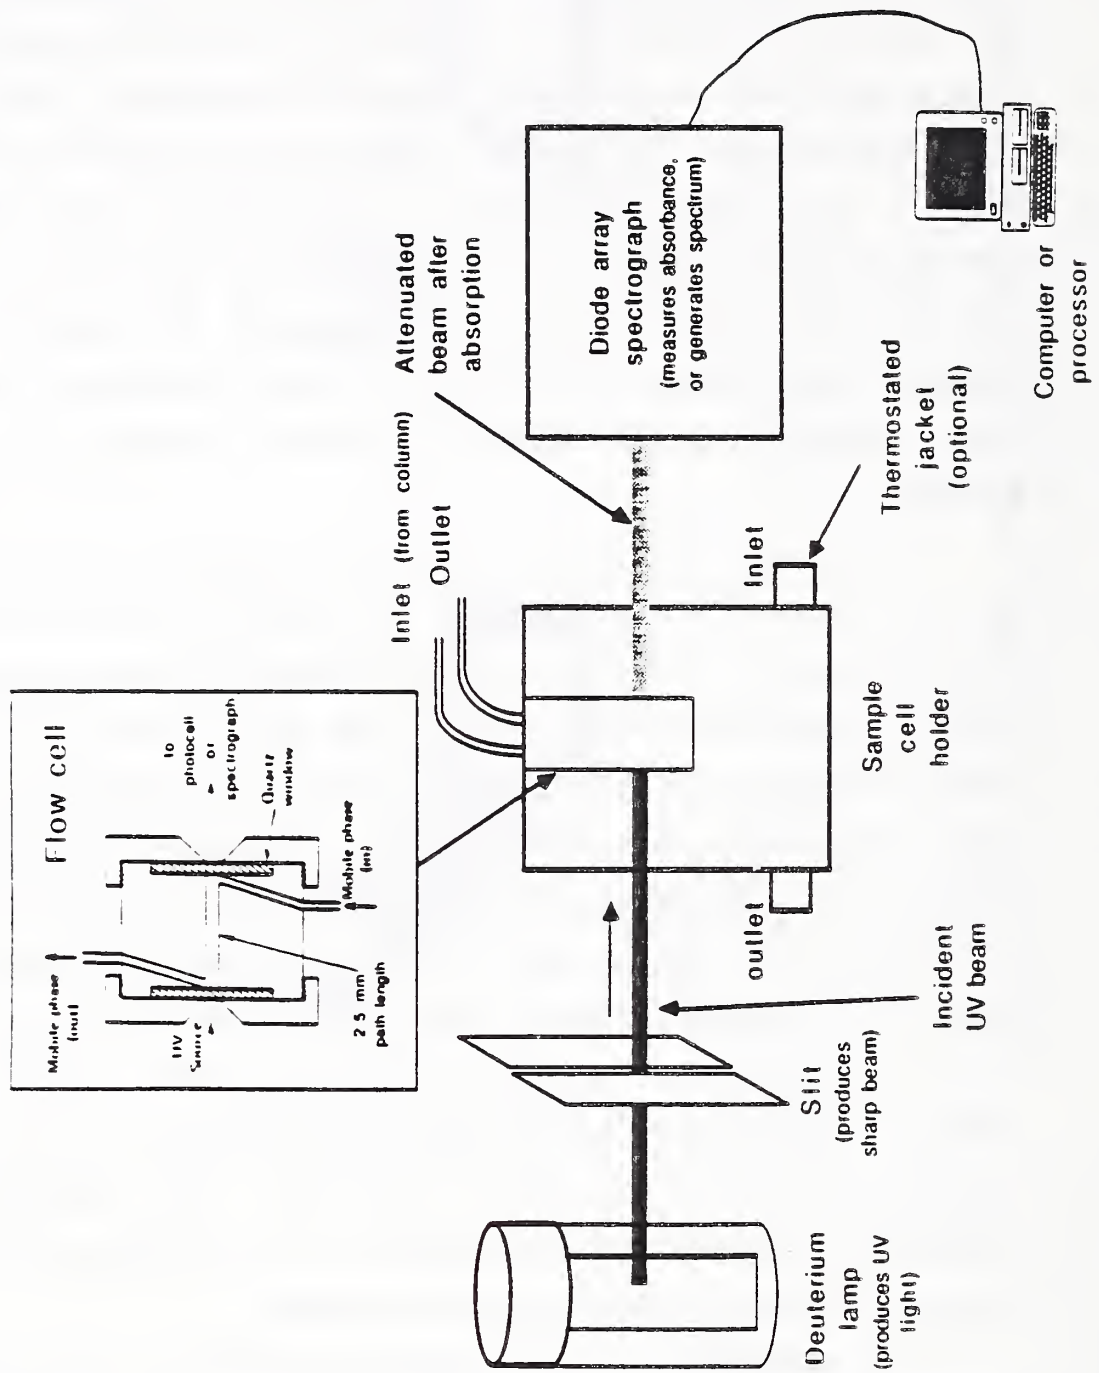 Flow cell
Mobile phase
(out)
UV
Source
2.5 mm
path length
Mobile phase
(in)
to
photocell
or
spectrograph
Quartz
window
Inlet (from column)
Outlet
Attenuated
beam after
absorption
Diode array
spectrograph
(measures absorbance,
or generates spectrum)
Deuterium
lamp
(produces UV
light)
Slit
(produces
sharp beam)
Incident
UV beam
outlet
Sample
cell
holder
Inlet
Thermostated
jacket
(optional)
Computer or
processor